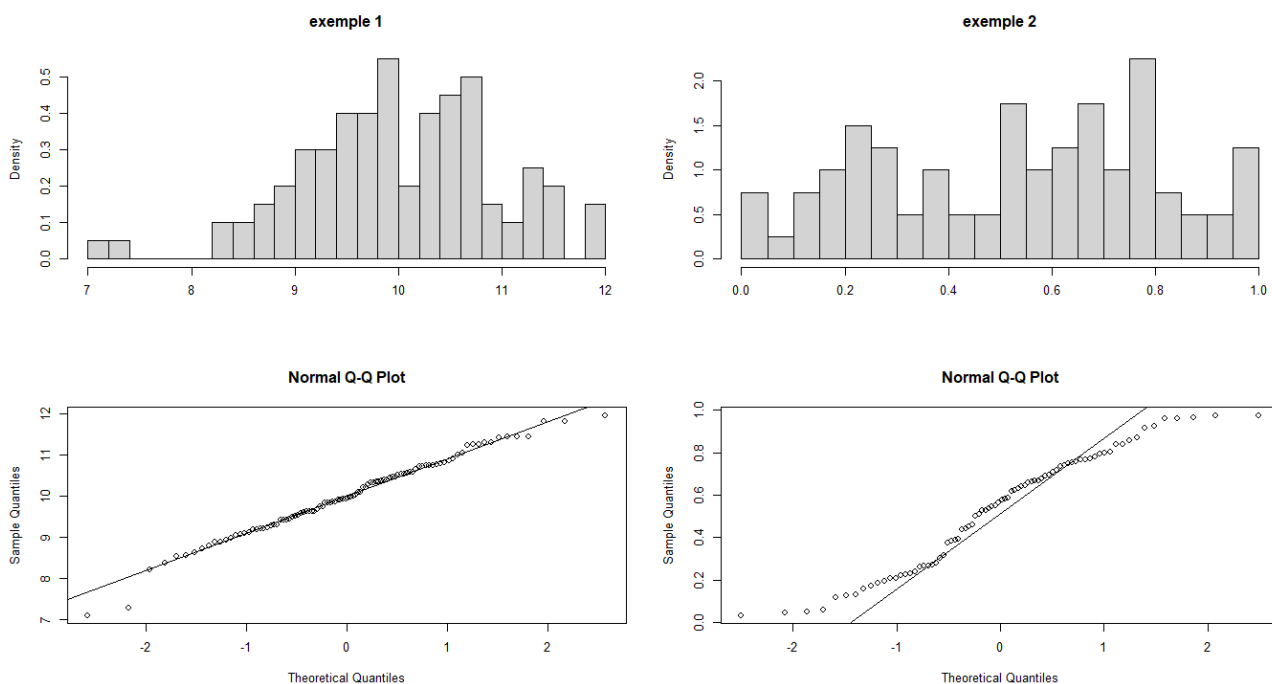 exemple 1
Density
0.0 0.1 0.2 0.3 0.4 0.5
7 8 9 10 11 12
exemple 2
Density
0.0 0.5 1.0 1.5 2.0
0.0 0.2 0.4 0.6 0.8 1.0
Normal Q-Q Plot
Sample Quantiles
7 8 9 10 11 12
-2 -1 0 1 2
Theoretical Quantiles
Normal Q-Q Plot
Sample Quantiles
0.0 0.2 0.4 0.6 0.8 1.0
-2 -1 0 1 2
Theoretical Quantiles